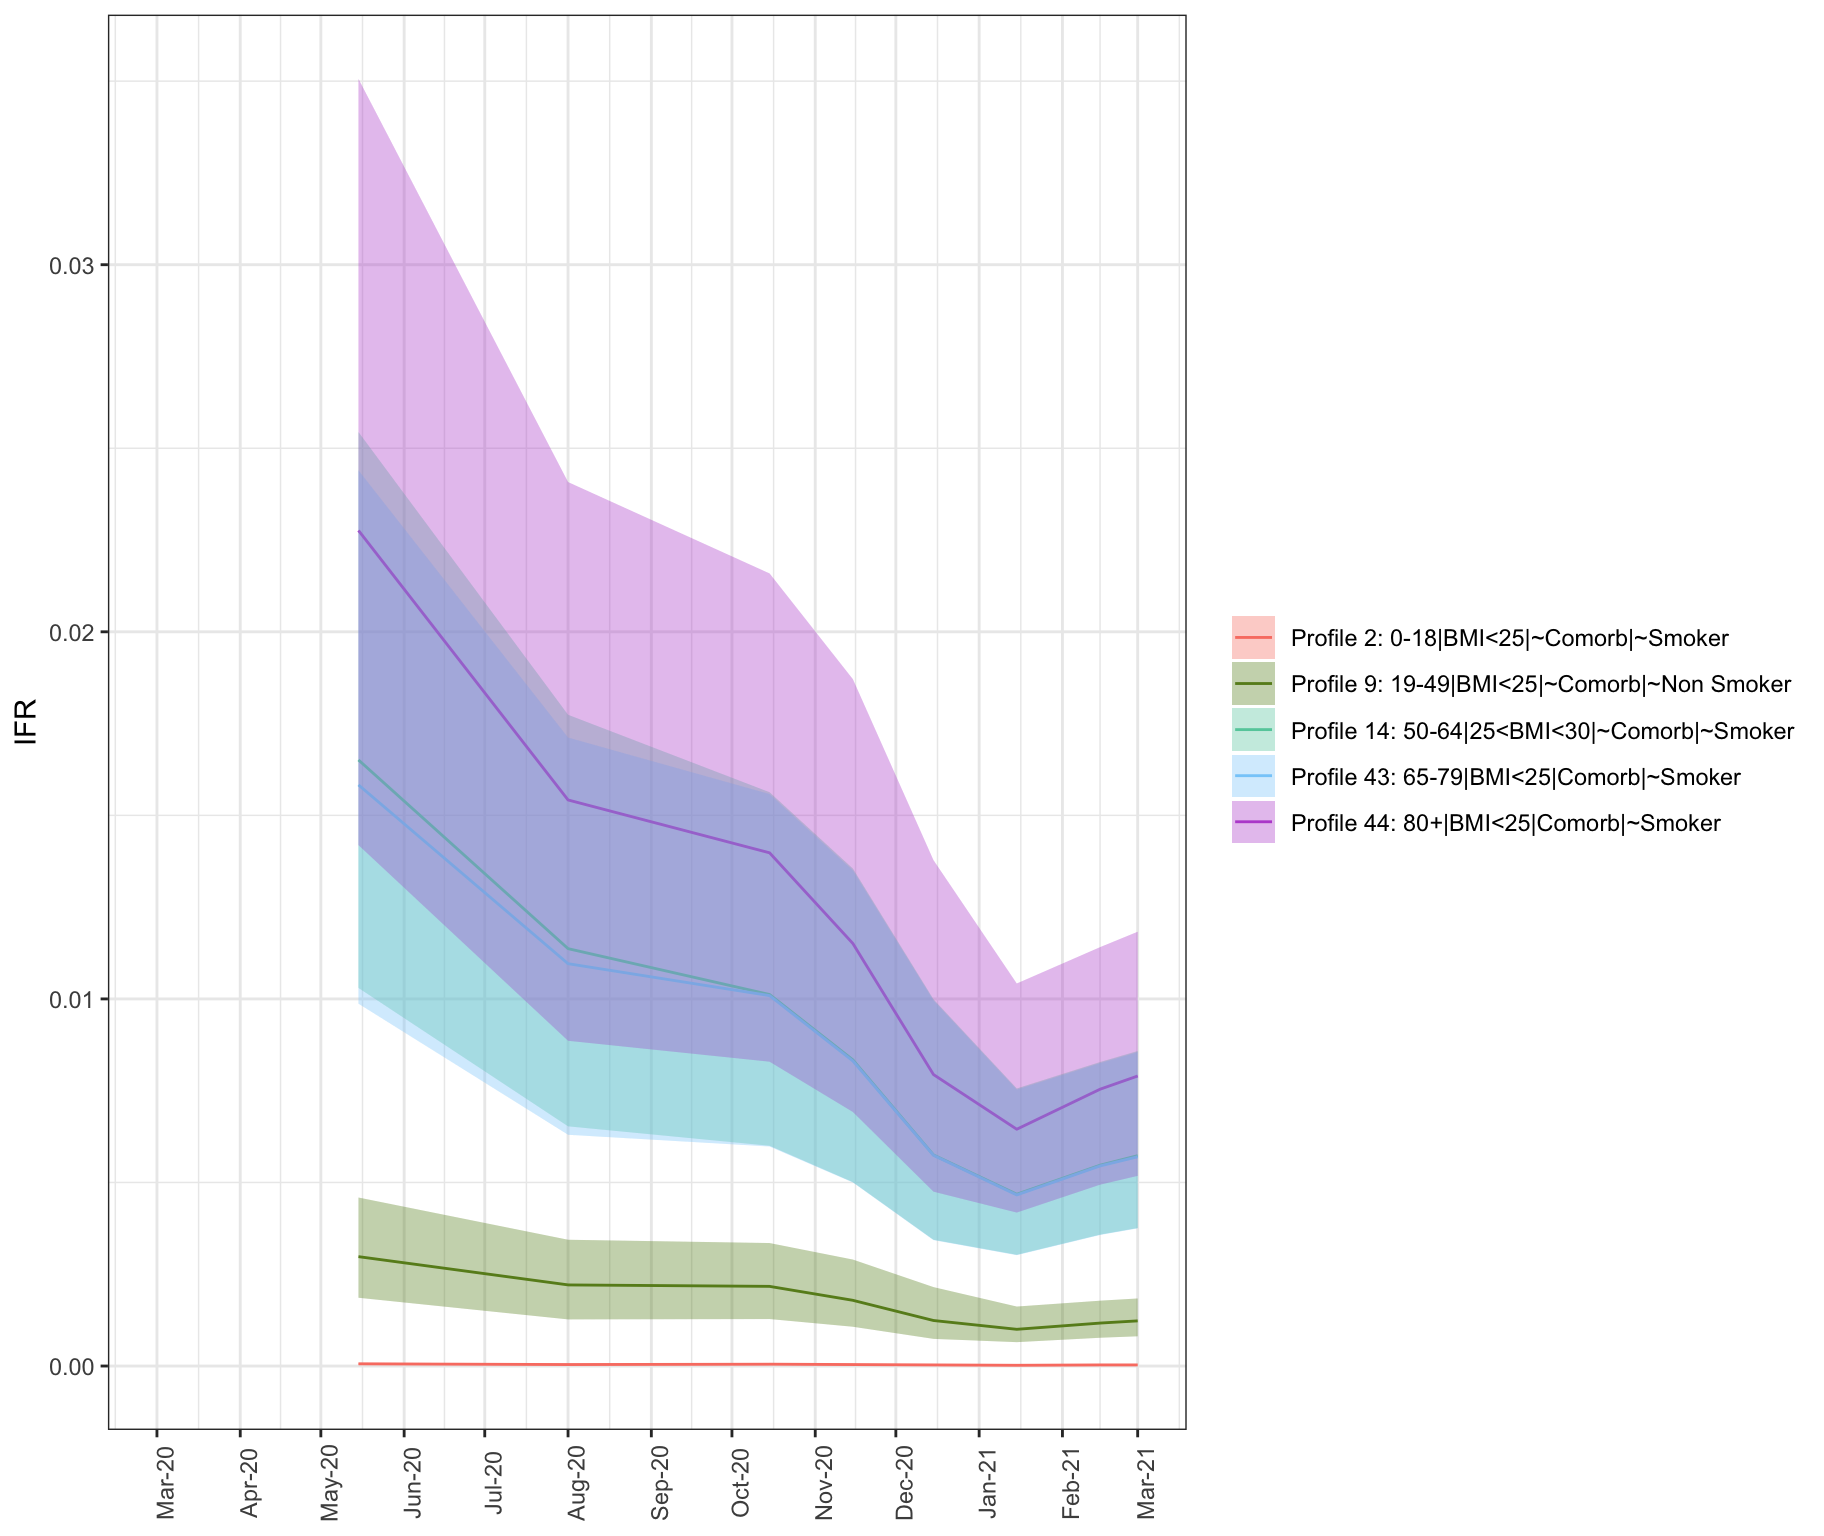 IFR
0.03
0.02
0.01
0.00
Mar-20
Apr-20
May-20
Jun-20
Jul-20
Aug-20
Sep-20
Oct-20
Nov-20
Dec-20
Jan-21
Feb-21
Mar-21
Profile 2: 0-18|BMI<25|~Comorb|~Smoker
Profile 9: 19-49|BMI<25|~Comorb|~Non Smoker
Profile 14: 50-64|25<BMI<30|~Comorb|~Smoker
Profile 43: 65-79|BMI<25|Comorb|~Smoker
Profile 44: 80+|BMI<25|Comorb|~Smoker